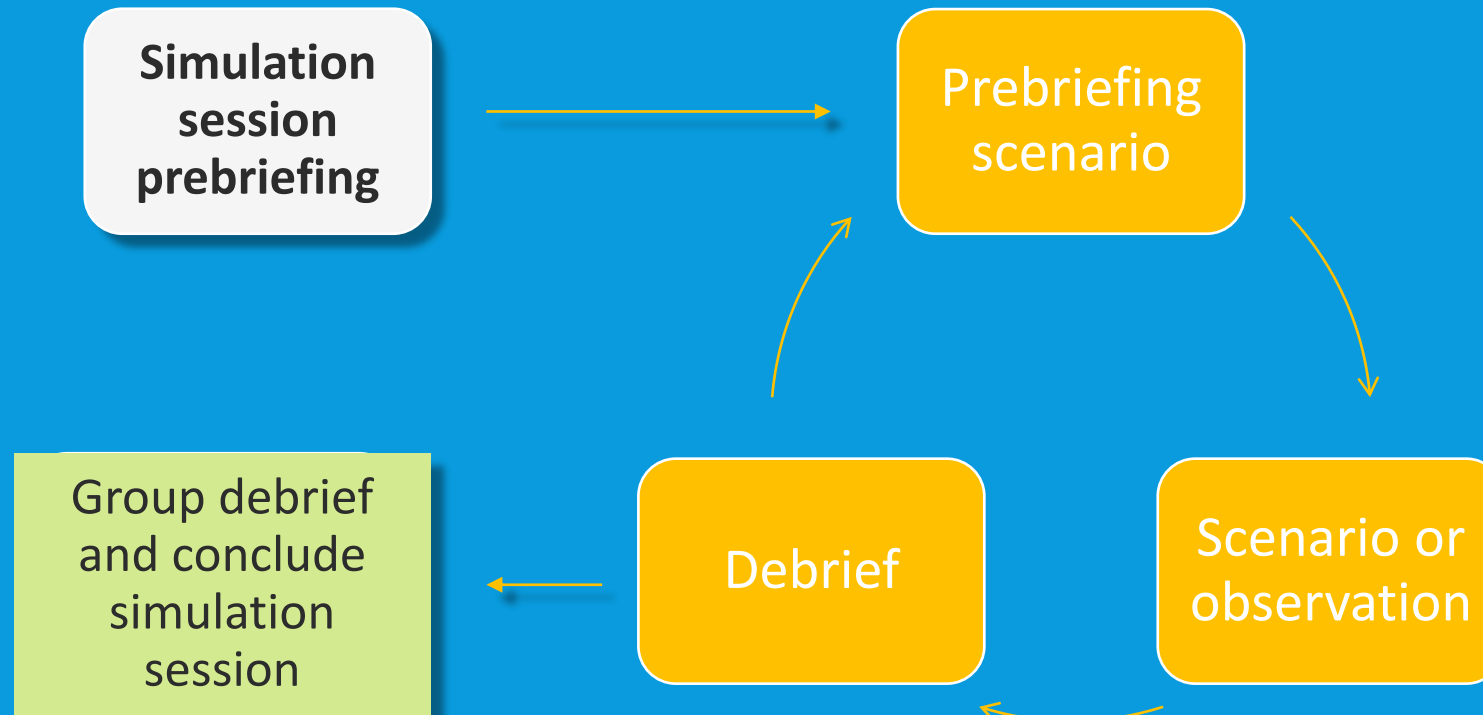 Simulation
session
prebriefing
Prebriefing
scenario
Group debrief
and conclude
simulation
session
Debrief
Scenario or
observation